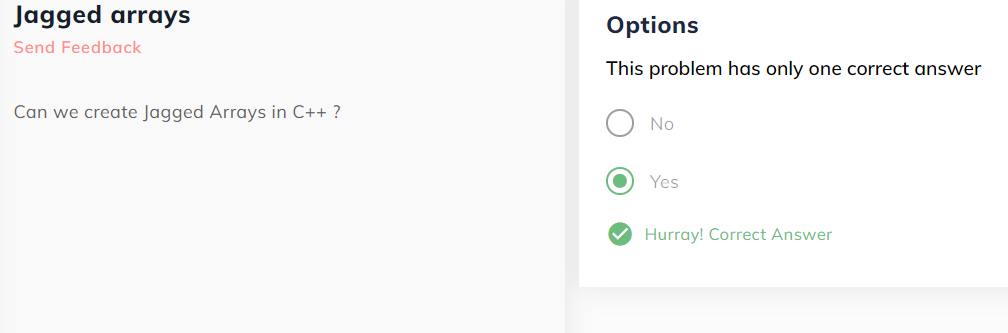 Jagged arrays
Send Feedback
Can we create Jagged Arrays in C++ ?
Options
This problem has only one correct answer
No
Yes
Hurray! Correct Answer